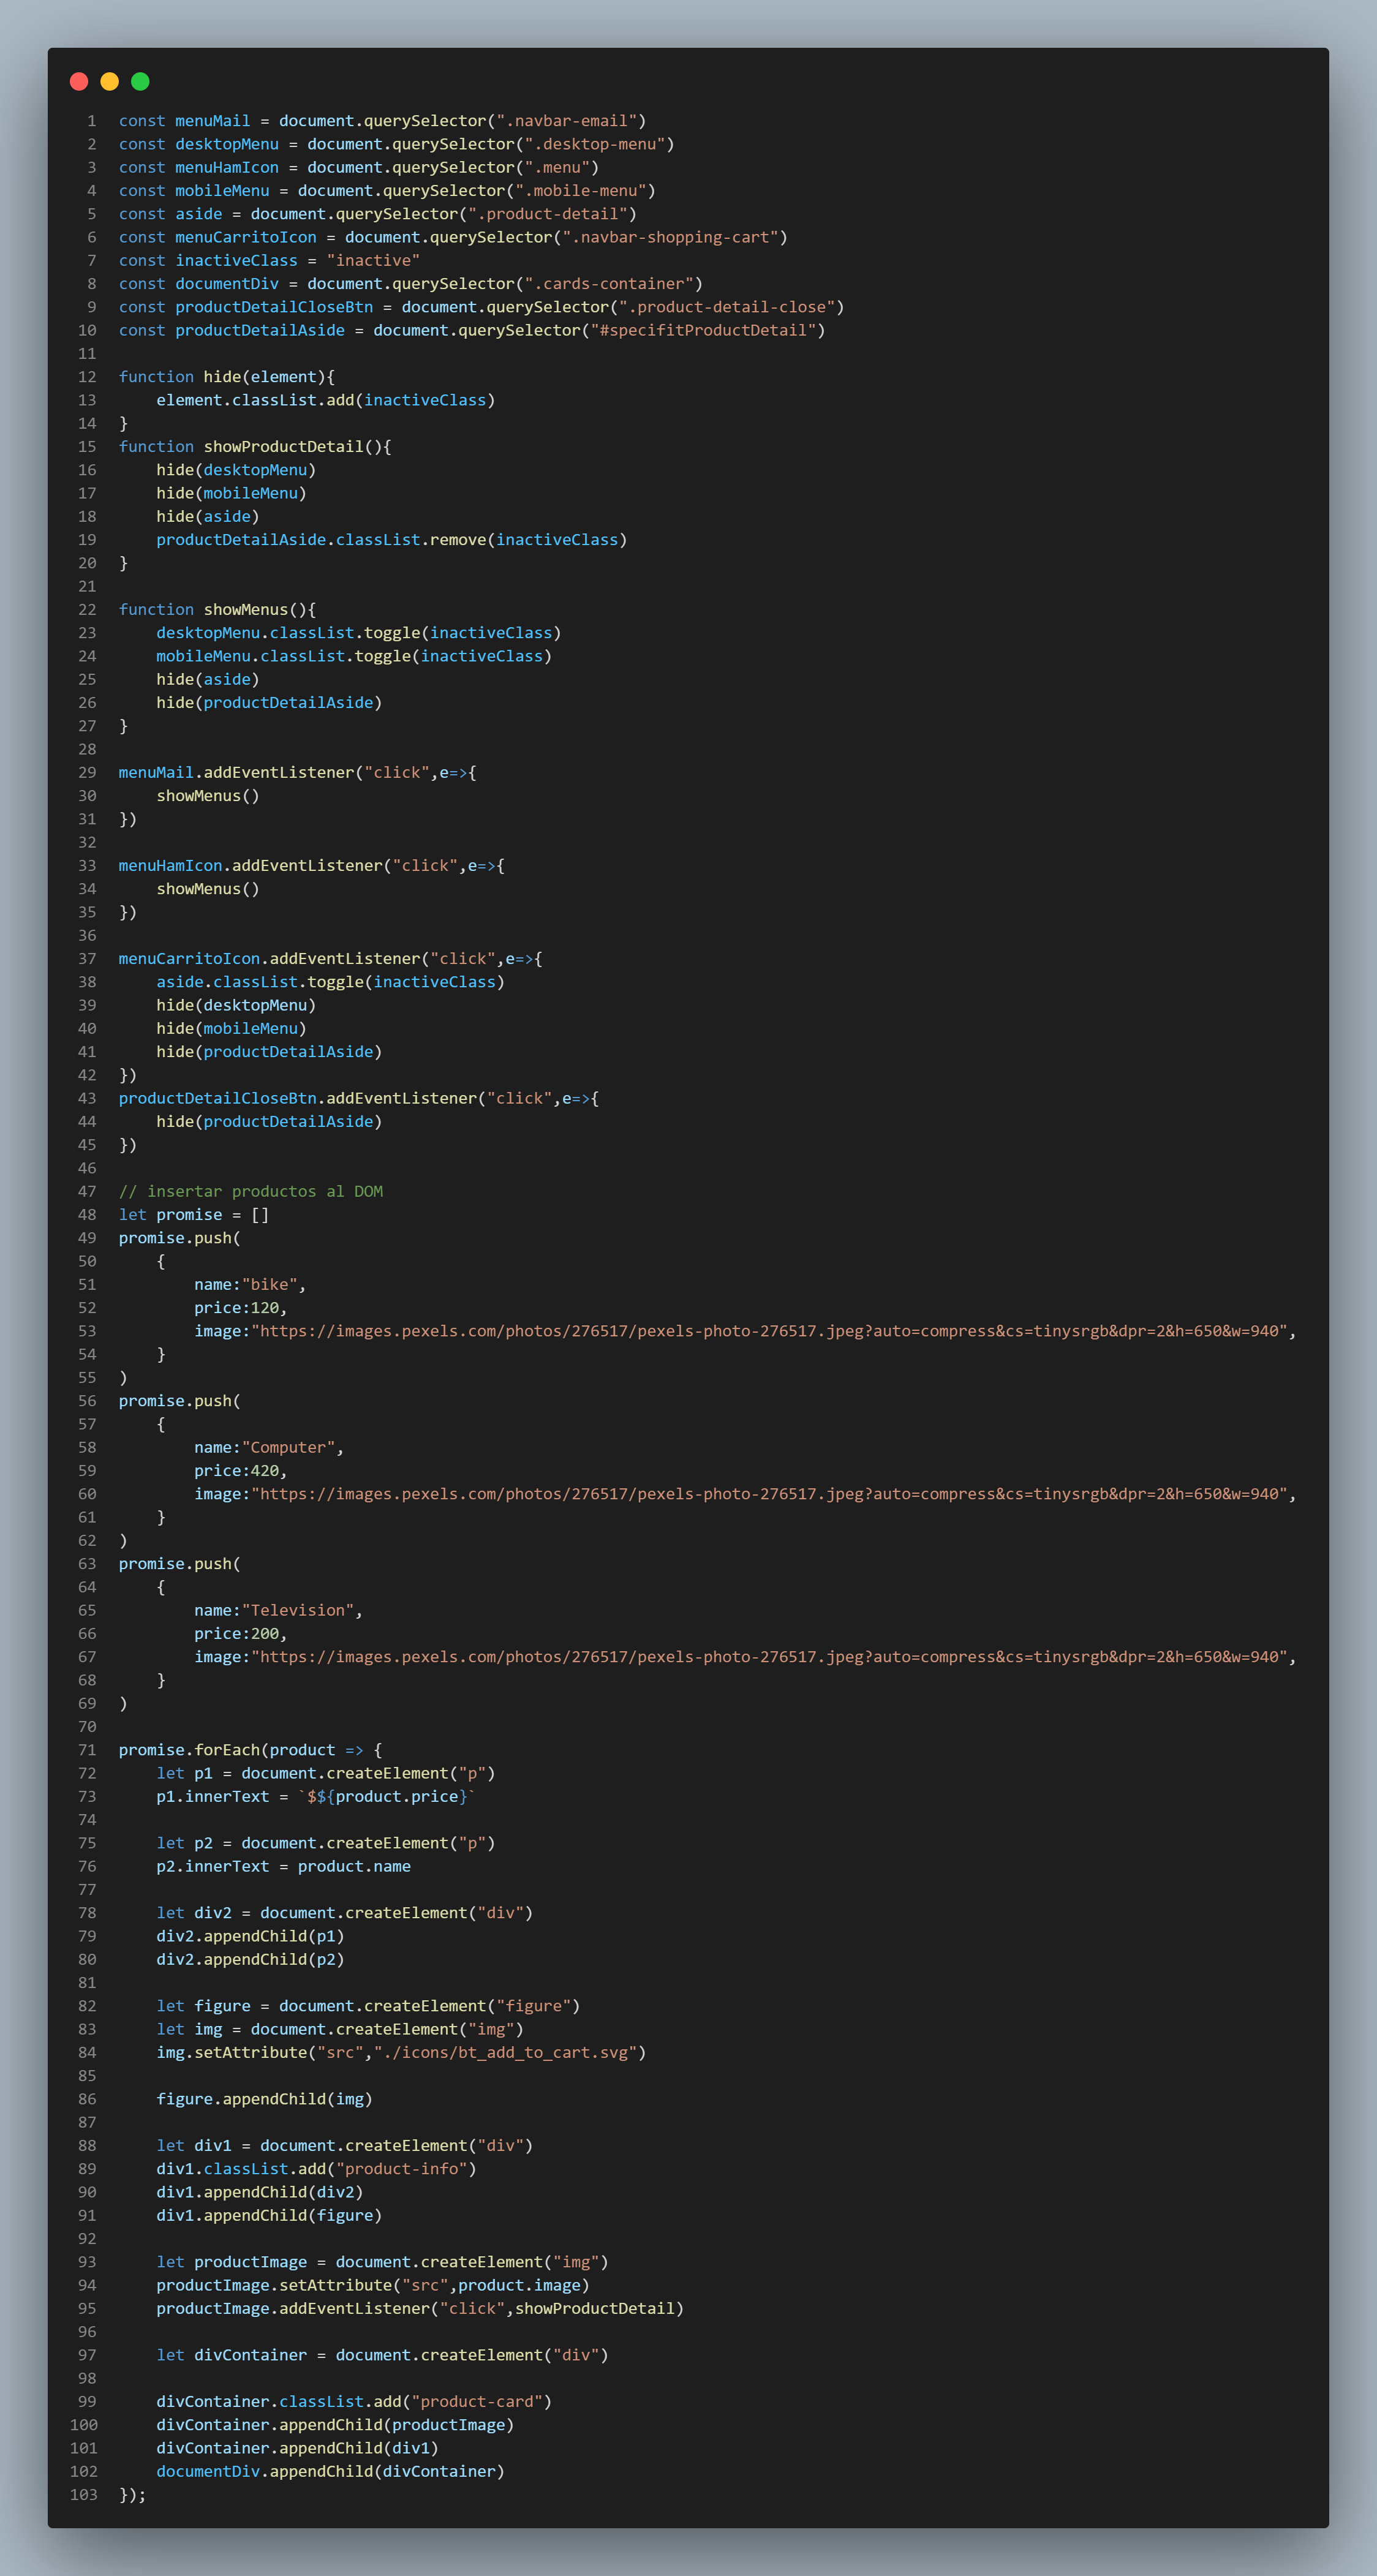 1 const menuMail = document.querySelector(".navbar-email")
2 const desktopMenu = document.querySelector(".desktop-menu")
3 const menuHamIcon = document.querySelector(".menu")
4 const mobileMenu = document.querySelector(".mobile-menu")
5 const aside = document.querySelector(".product-detail")
6 const menuCarritoIcon = document.querySelector(".navbar-shopping-cart")
7 const inactiveClass = "inactive"
8 const documentDiv = document.querySelector(".cards-container")
9 const productDetailCloseBtn = document.querySelector(".product-detail-close")
10 const productDetailAside = document.querySelector("#specifitProductDetail")
11
12 function hide(element){
13     element.classList.add(inactiveClass)
14 }
15 function showProductDetail(){
16     hide(desktopMenu)
17     hide(mobileMenu)
18     hide(aside)
19     productDetailAside.classList.remove(inactiveClass)
20 }
21
22 function showMenus(){
23     desktopMenu.classList.toggle(inactiveClass)
24     mobileMenu.classList.toggle(inactiveClass)
25     hide(aside)
26     hide(productDetailAside)
27 }
28
29 menuMail.addEventListener("click",e=>{
30     showMenus()
31 })
32
33 menuHamIcon.addEventListener("click",e=>{
34     showMenus()
35 })
36
37 menuCarritoIcon.addEventListener("click",e=>{
38     aside.classList.toggle(inactiveClass)
39     hide(desktopMenu)
40     hide(mobileMenu)
41     hide(productDetailAside)
42 })
43 productDetailCloseBtn.addEventListener("click",e=>{
44     hide(productDetailAside)
45 })
46
47 // insertar productos al DOM
48 let promise = []
49 promise.push(
50     {
51         name:"bike",
52         price:120,
53         image:"https://images.pexels.com/photos/276517/pexels-photo-276517.jpeg?auto=compress&cs=tinysrgb&dpr=2&h=650&w=940",
54     }
55 )
56 promise.push(
57     {
58         name:"Computer",
59         price:420,
60         image:"https://images.pexels.com/photos/276517/pexels-photo-276517.jpeg?auto=compress&cs=tinysrgb&dpr=2&h=650&w=940",
61     }
62 )
63 promise.push(
64     {
65         name:"Television",
66         price:200,
67         image:"https://images.pexels.com/photos/276517/pexels-photo-276517.jpeg?auto=compress&cs=tinysrgb&dpr=2&h=650&w=940",
68     }
69 )
70
71 promise.forEach(product => {
72     let p1 = document.createElement("p")
73     p1.innerText = `$${product.price}`
74
75     let p2 = document.createElement("p")
76     p2.innerText = product.name
77
78     let div2 = document.createElement("div")
79     div2.appendChild(p1)
80     div2.appendChild(p2)
81
82     let figure = document.createElement("figure")
83     let img = document.createElement("img")
84     img.setAttribute("src","./icons/bt_add_to_cart.svg")
85
86     figure.appendChild(img)
87
88     let div1 = document.createElement("div")
89     div1.classList.add("product-info")
90     div1.appendChild(div2)
91     div1.appendChild(figure)
92
93     let productImage = document.createElement("img")
94     productImage.setAttribute("src",product.image)
95     productImage.addEventListener("click",showProductDetail)
96
97     let divContainer = document.createElement("div")
98
99     divContainer.classList.add("product-card")
100     divContainer.appendChild(productImage)
101     divContainer.appendChild(div1)
102     documentDiv.appendChild(divContainer)
103 });